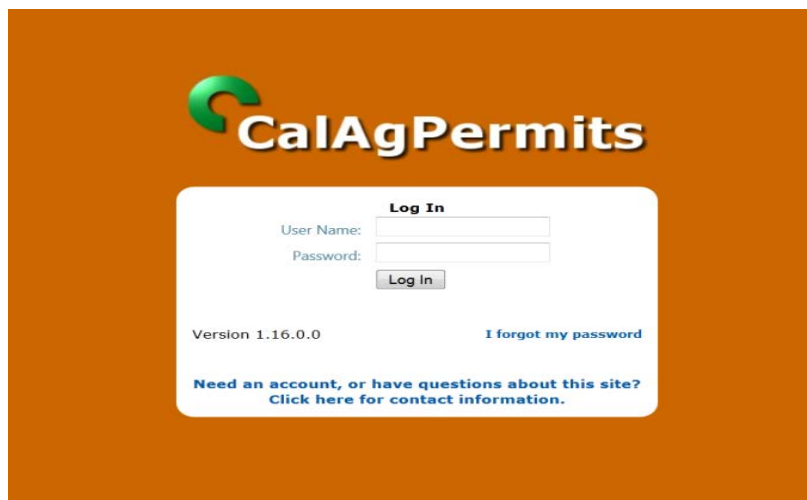 CalAgPermits
Log In
User Name:
Password:
Log In
Version 1.16.0.0
I forgot my password
Need an account, or have questions about this site?
Click here for contact information.